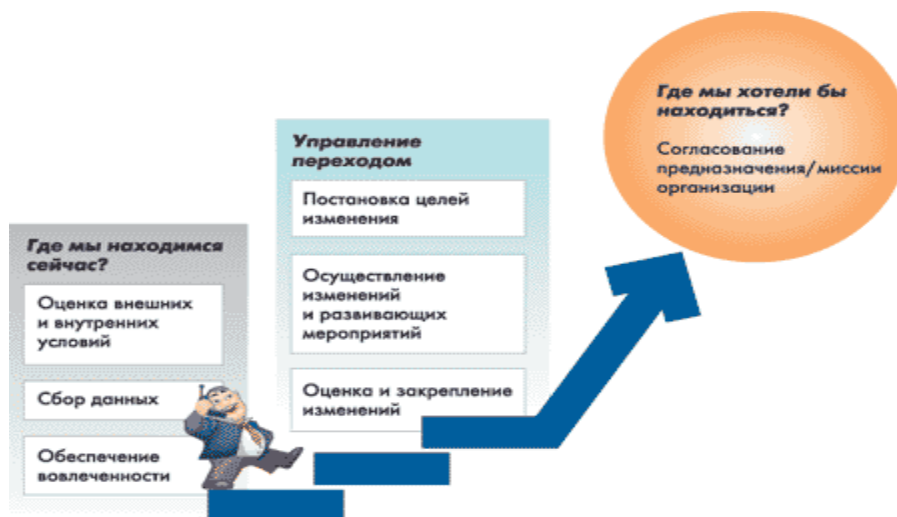 Где мы находимся
сейчас?
Оценка внешних
и внутренних
условий
Сбор данных
Обеспечение
вовлеченности
Управление
переходом
Постановка целей
изменения
Осуществление
изменений
и развивающих
мероприятий
Оценка и закрепление
изменений
Где мы хотели бы
находиться?
Согласование
предназначения/миссии
организации